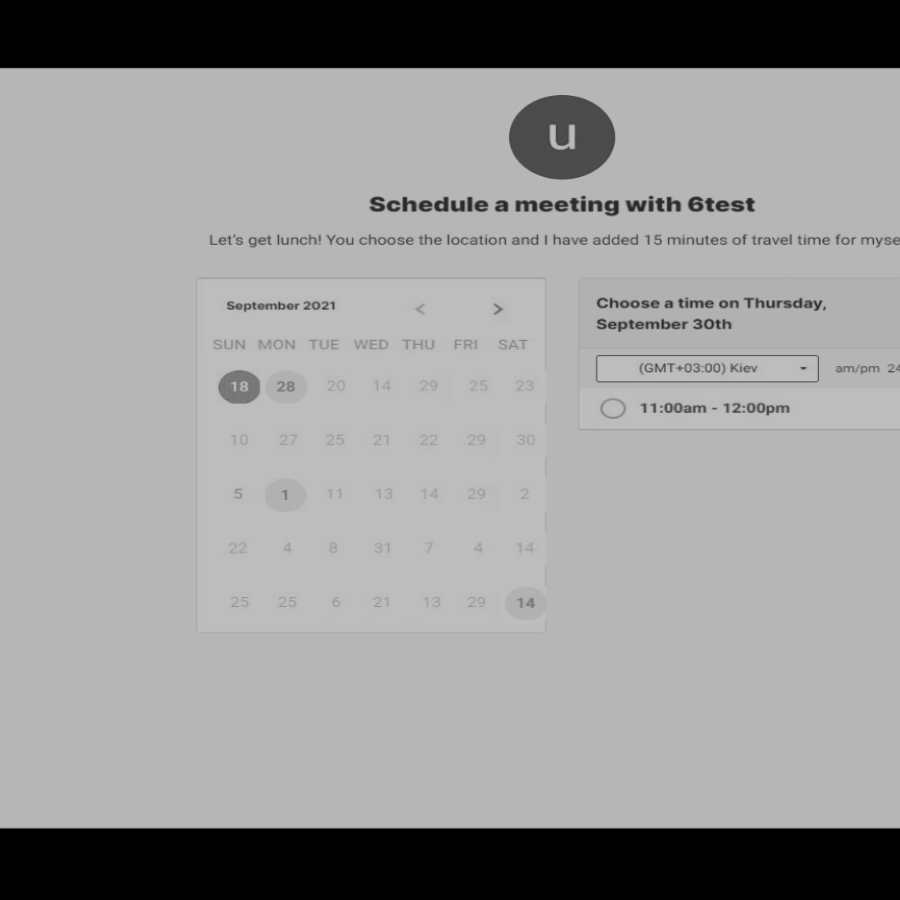 u
Schedule a meeting with 6test
Let's get lunch! You choose the location and I have added 15 minutes of travel time for myse
September 2021 < >
SUN MON TUE WED THU FRI SAT
18 28 20 14 29 25 23
10 27 25 21 22 29 30
5 1 11 13 14 29 2
22 4 8 31 7 4 14
25 25 6 21 13 29 14
Choose a time on Thursday,
September 30th
(GMT+03:00) Kiev am/pm 24
11:00am - 12:00pm